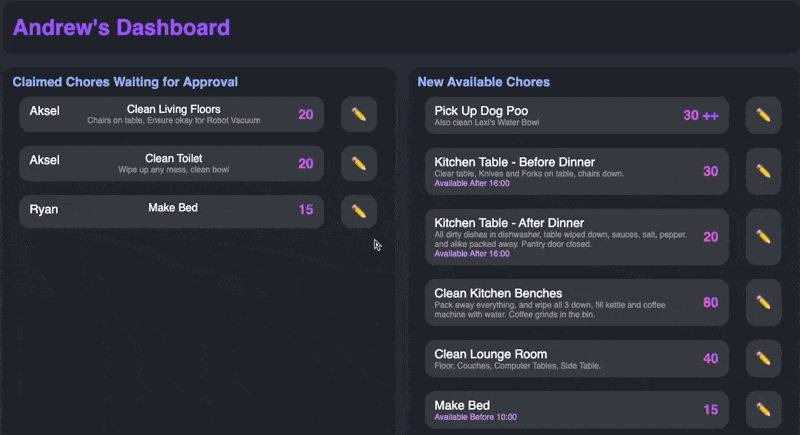 Andrew's Dashboard
Claimed Chores Waiting for Approval
Aksel
Clean Living Floors
Chairs on table, Ensure okay for Robot Vacuum
20
Aksel
Clean Toilet
Wipe up any mess, clean bowl
20
Ryan
Make Bed
15
New Available Chores
Pick Up Dog Poo
Also clean Lexi's Water Bowl
30 ++
Kitchen Table - Before Dinner
Clear table, Knives and Forks on table, chairs down.
Available After 16:00
30
Kitchen Table - After Dinner
All dirty dishes in dishwasher, table wiped down, sauces, salt, pepper,
and alike packed away. Pantry door closed.
Available After 16:00
20
Clean Kitchen Benches
Pack away everything, and wipe all 3 down, fill kettle and coffee
machine with water. Coffee grinds in the bin.
80
Clean Lounge Room
Floor, Couches, Computer Tables, Side Table.
40
Make Bed
Available Before 10:00
15